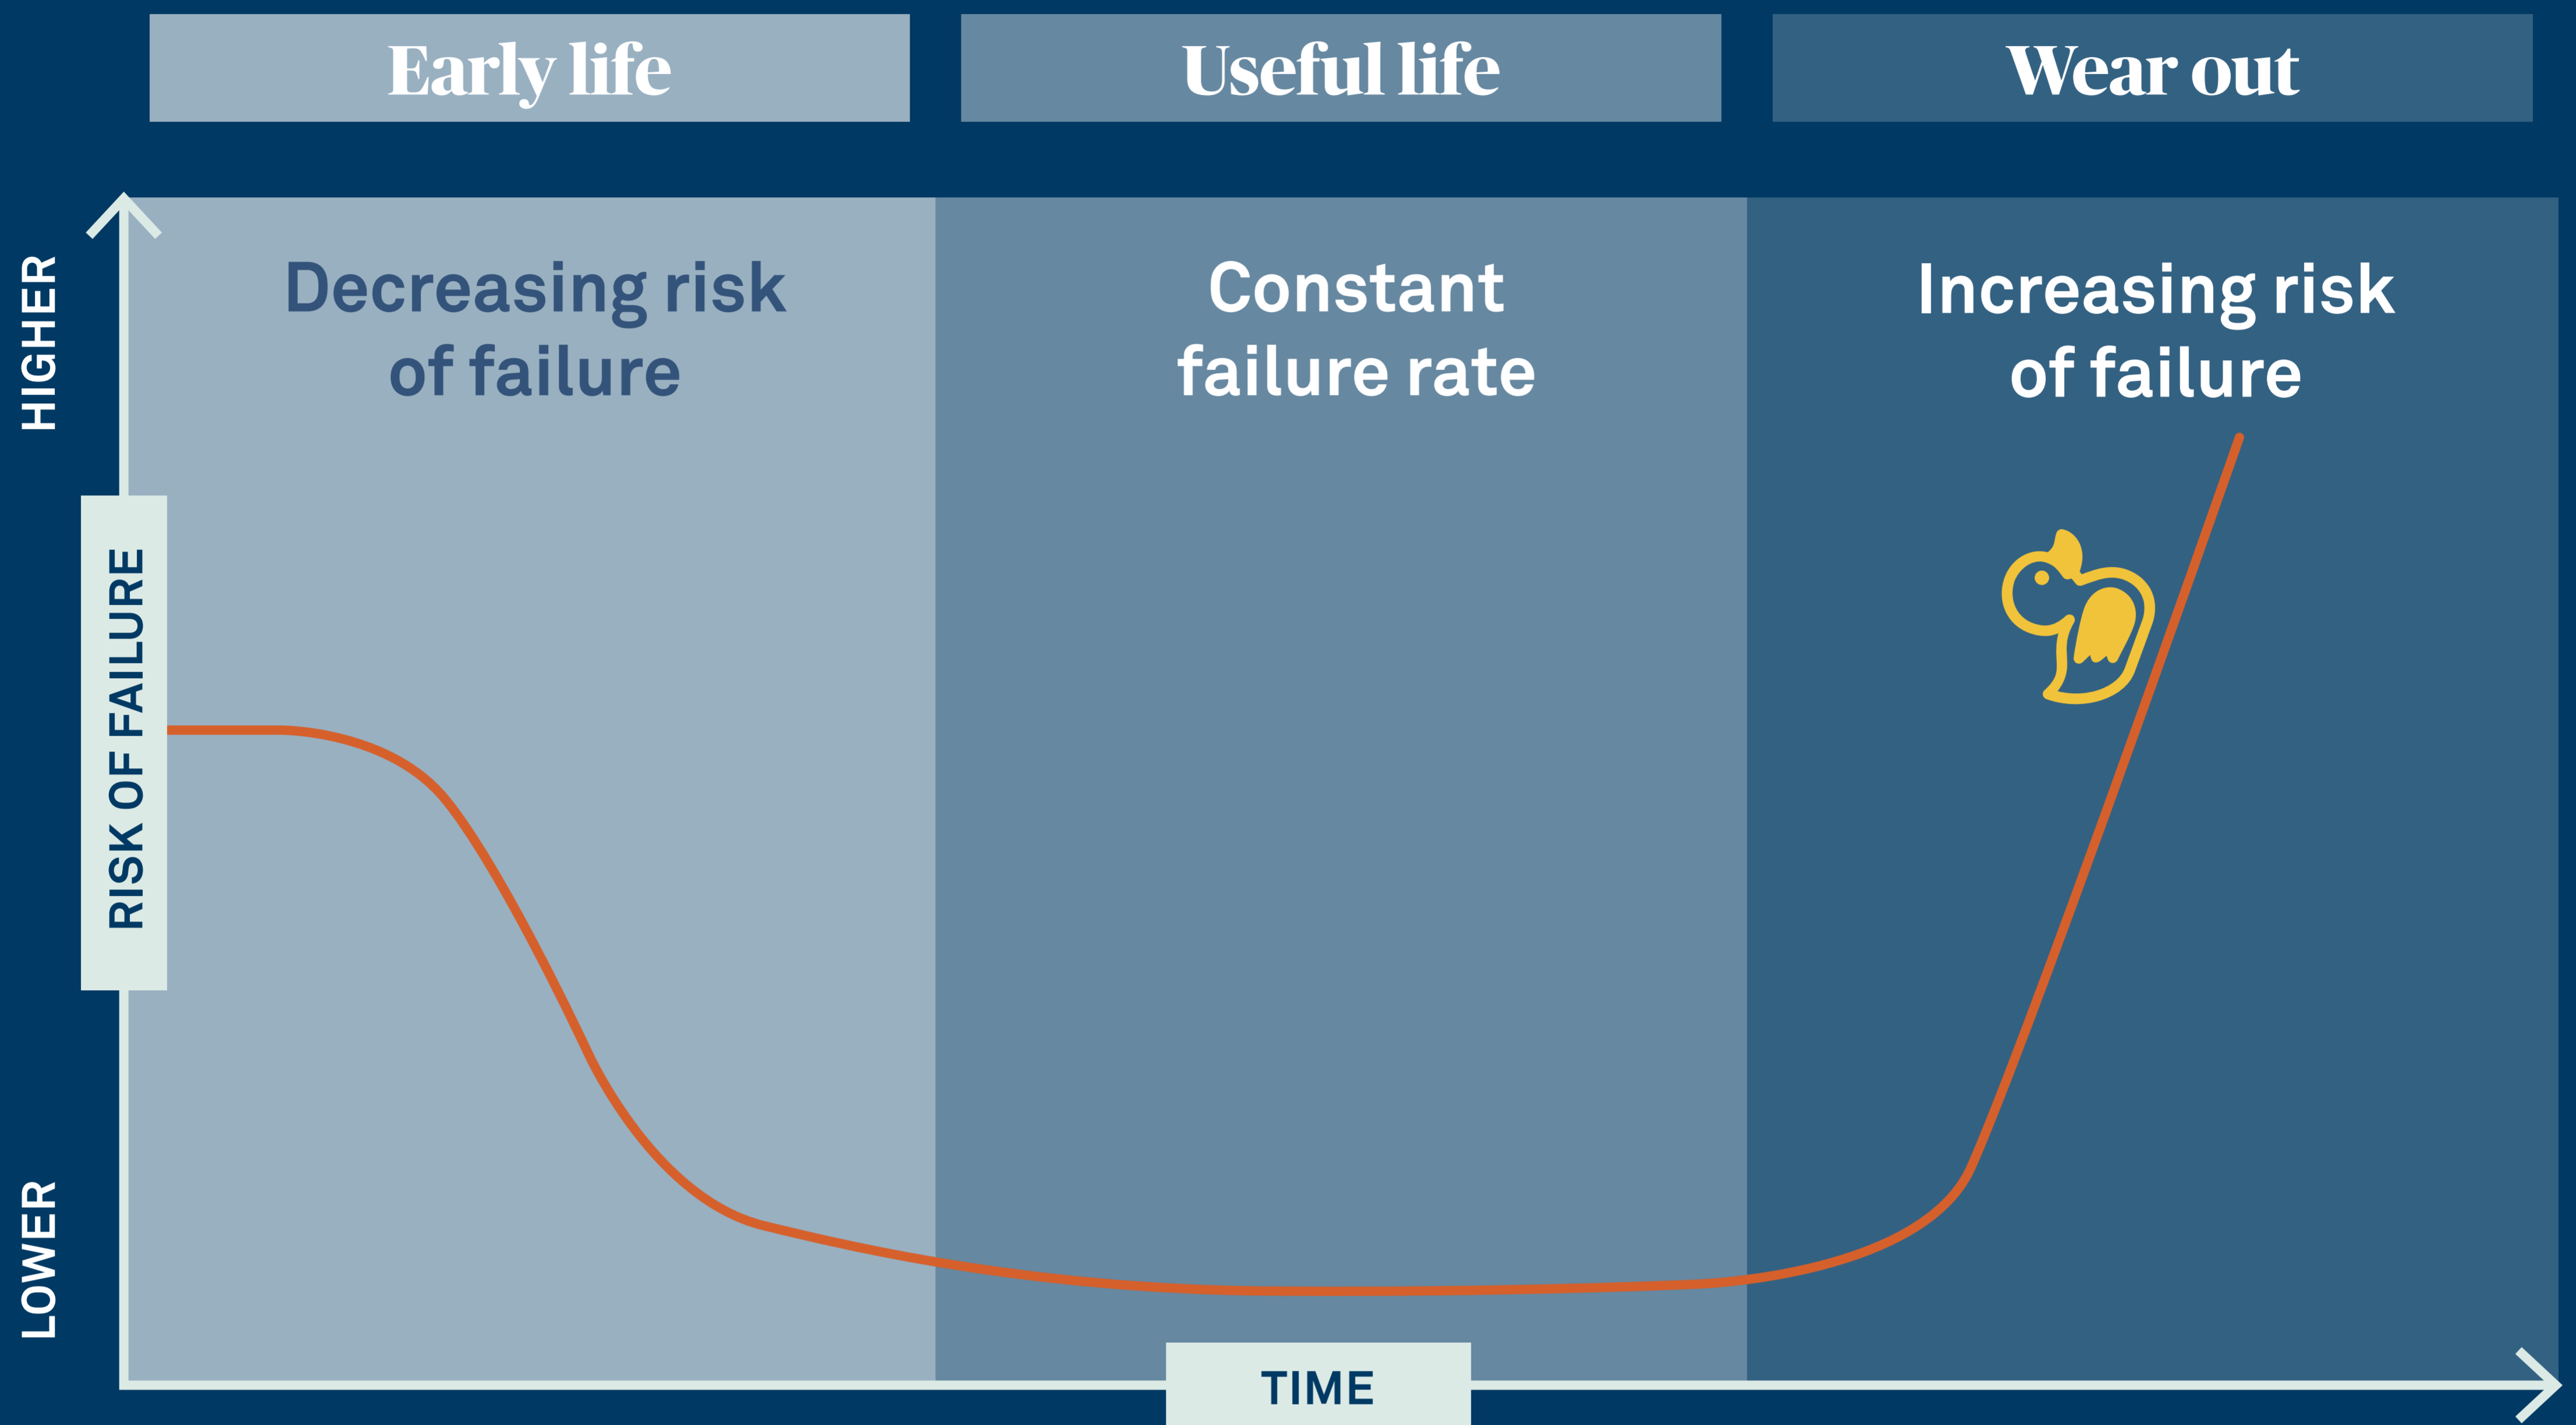 Early life
Useful life
Wear out
HIGHER
Decreasing risk
of failure
Constant
failure rate
Increasing risk
of failure
RISK OF FAILURE
LOWER
TIME